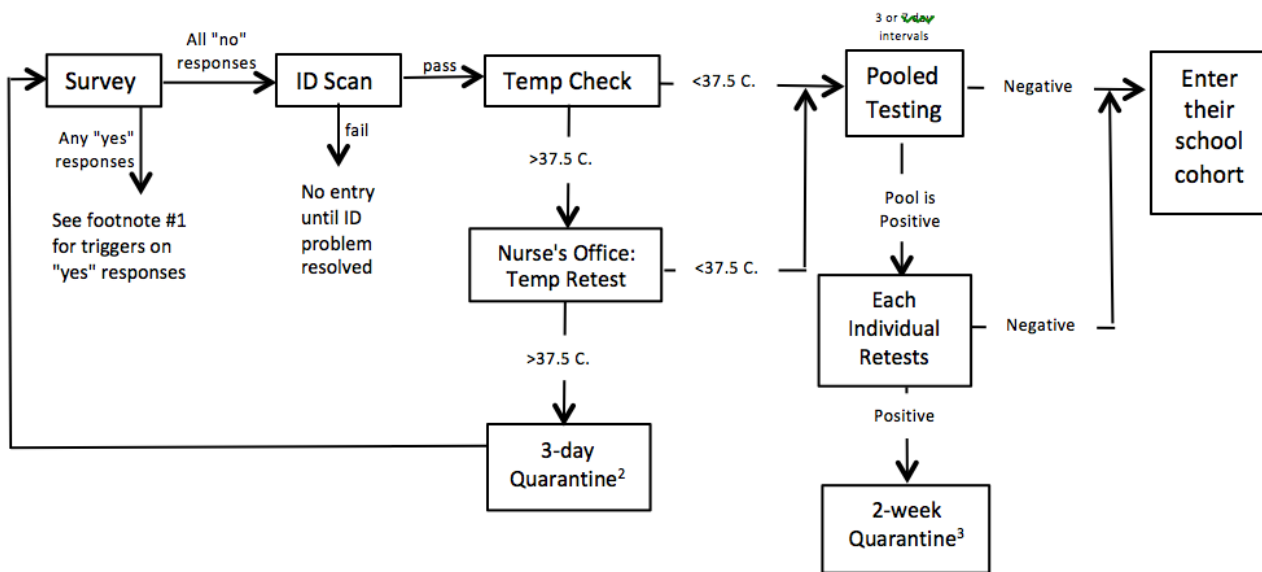 3 or
intervals
All "no"
responses
Survey
ID Scan
pass
Temp Check
<37.5 C.
Pooled
Testing
Negative
Enter
their
school
cohort
Any "yes"
responses
fail
>37.5 C.
See footnote #1
for triggers on
"yes" responses
No entry
until ID
problem
resolved
Pool is
Positive
Nurse's Office:
Temp Retest
<37.5 C.
Each
Individual
Retests
Negative
>37.5 C.
Positive
3-day
Quarantine2
2-week
Quarantine3